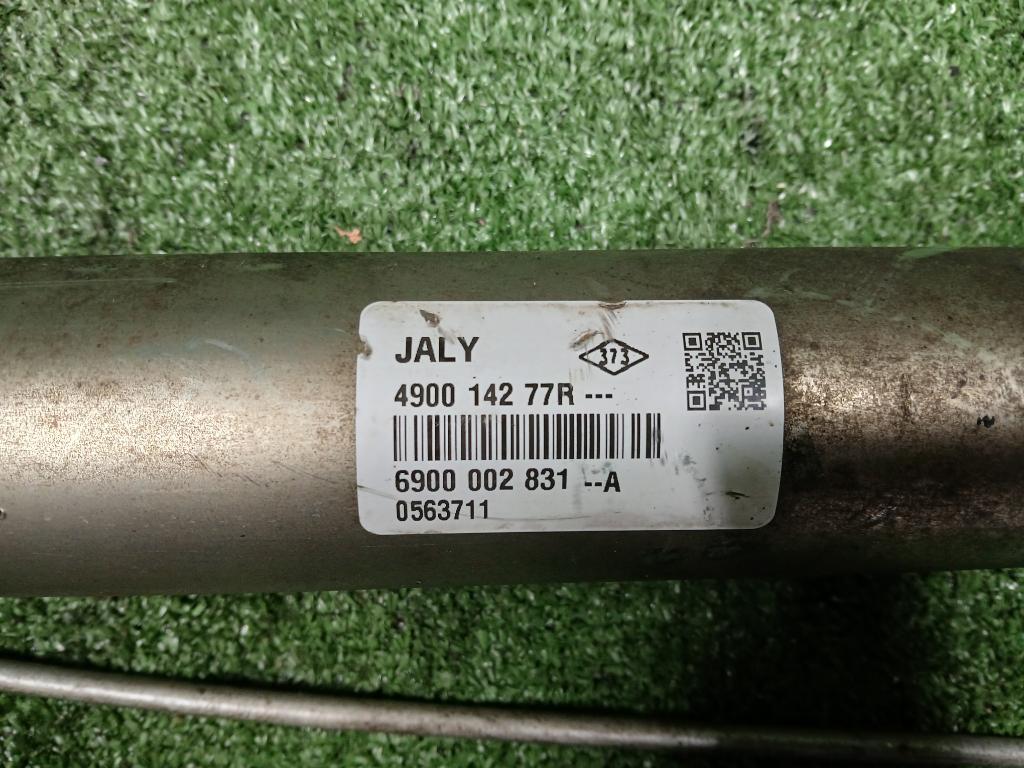 JALY 373
4900 142 77R ---
6900 002 831 --A
0563711